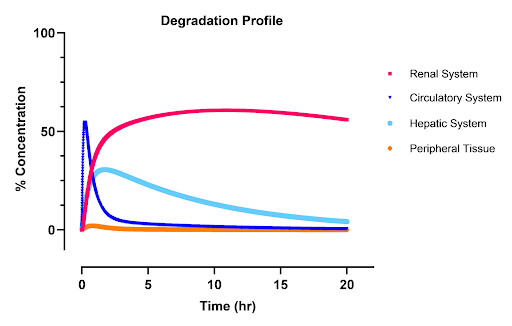 Degradation Profile
% Concentration
100
50
0
0
5
10
15
20
Time (hr)
Renal System
Circulatory System
Hepatic System
Peripheral Tissue